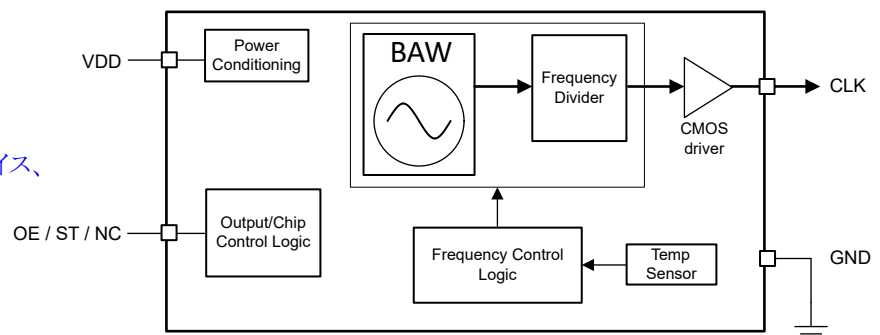 VDD
Power
Conditioning
BAW
Frequency
Divider
CMOS
driver
CLK
イス、
OE / ST / NC
Output/Chip
Control Logic
Frequency Control
Logic
Temp
Sensor
GND